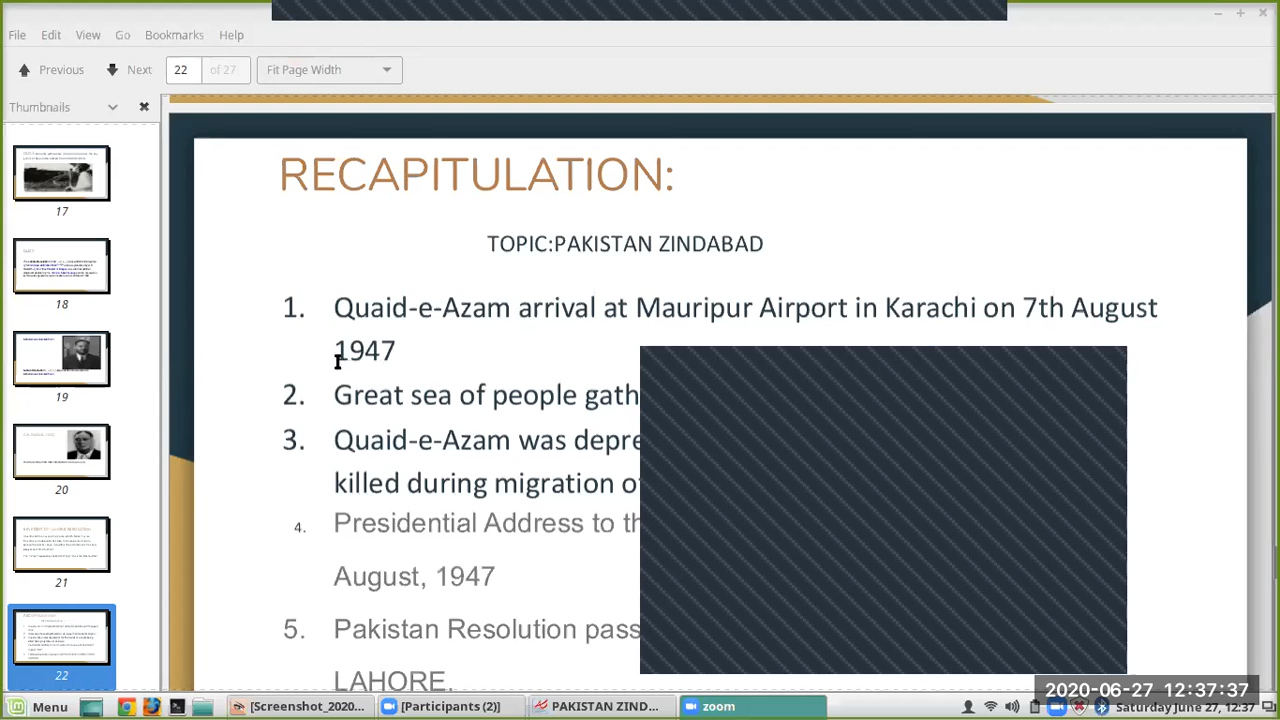 File Edit View Go Bookmarks Help
Previous Next 22 of 27 Fit Page Width
Thumbnails
17
18
19
20
21
22
RECAPITULATION:
TOPIC:PAKISTAN ZINDABAD
1. Quaid-e-Azam arrival at Mauripur Airport in Karachi on 7th August
1947
2. Great sea of people gath
3. Quaid-e-Azam was depre
killed during migration o
4. Presidential Address to th
August, 1947
5. Pakistan Resolution pass
LAHORE.
2020-06-27 12:37:37
Menu [Screenshot_2020... [Participants (2)] PAKISTAN ZIND... zoom Saturday June 27, 12:37